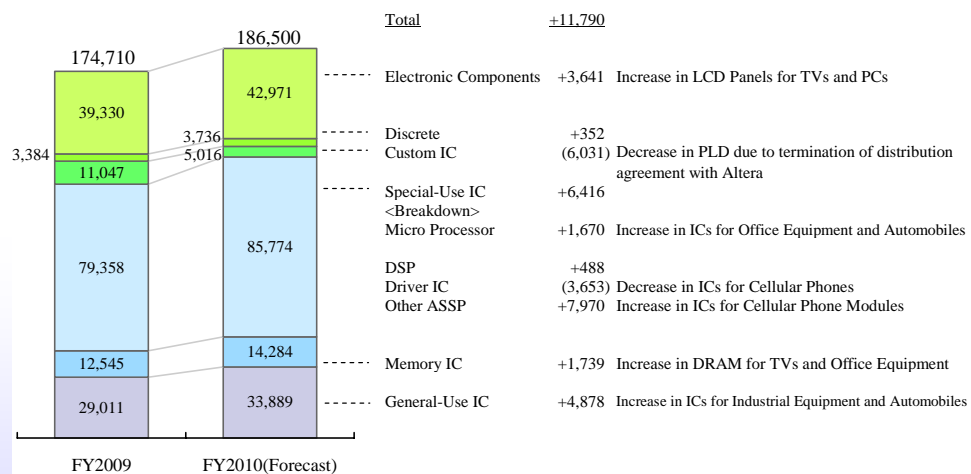 Total +11,790
174,710
186,500
Electronic Components +3,641 Increase in LCD Panels for TVs and PCs
39,330
42,971
Discrete +352
3,384
3,736
Custom IC (6,031) Decrease in PLD due to termination of distribution
agreement with Altera
11,047
5,016
Special-Use IC +6,416
<Breakdown>
Micro Processor +1,670 Increase in ICs for Office Equipment and Automobiles
79,358
85,774
DSP +488
Driver IC (3,653) Decrease in ICs for Cellular Phones
Other ASSP +7,970 Increase in ICs for Cellular Phone Modules
12,545
14,284
Memory IC +1,739 Increase in DRAM for TVs and Office Equipment
29,011
33,889
General-Use IC +4,878 Increase in ICs for Industrial Equipment and Automobiles
FY2009
FY2010(Forecast)